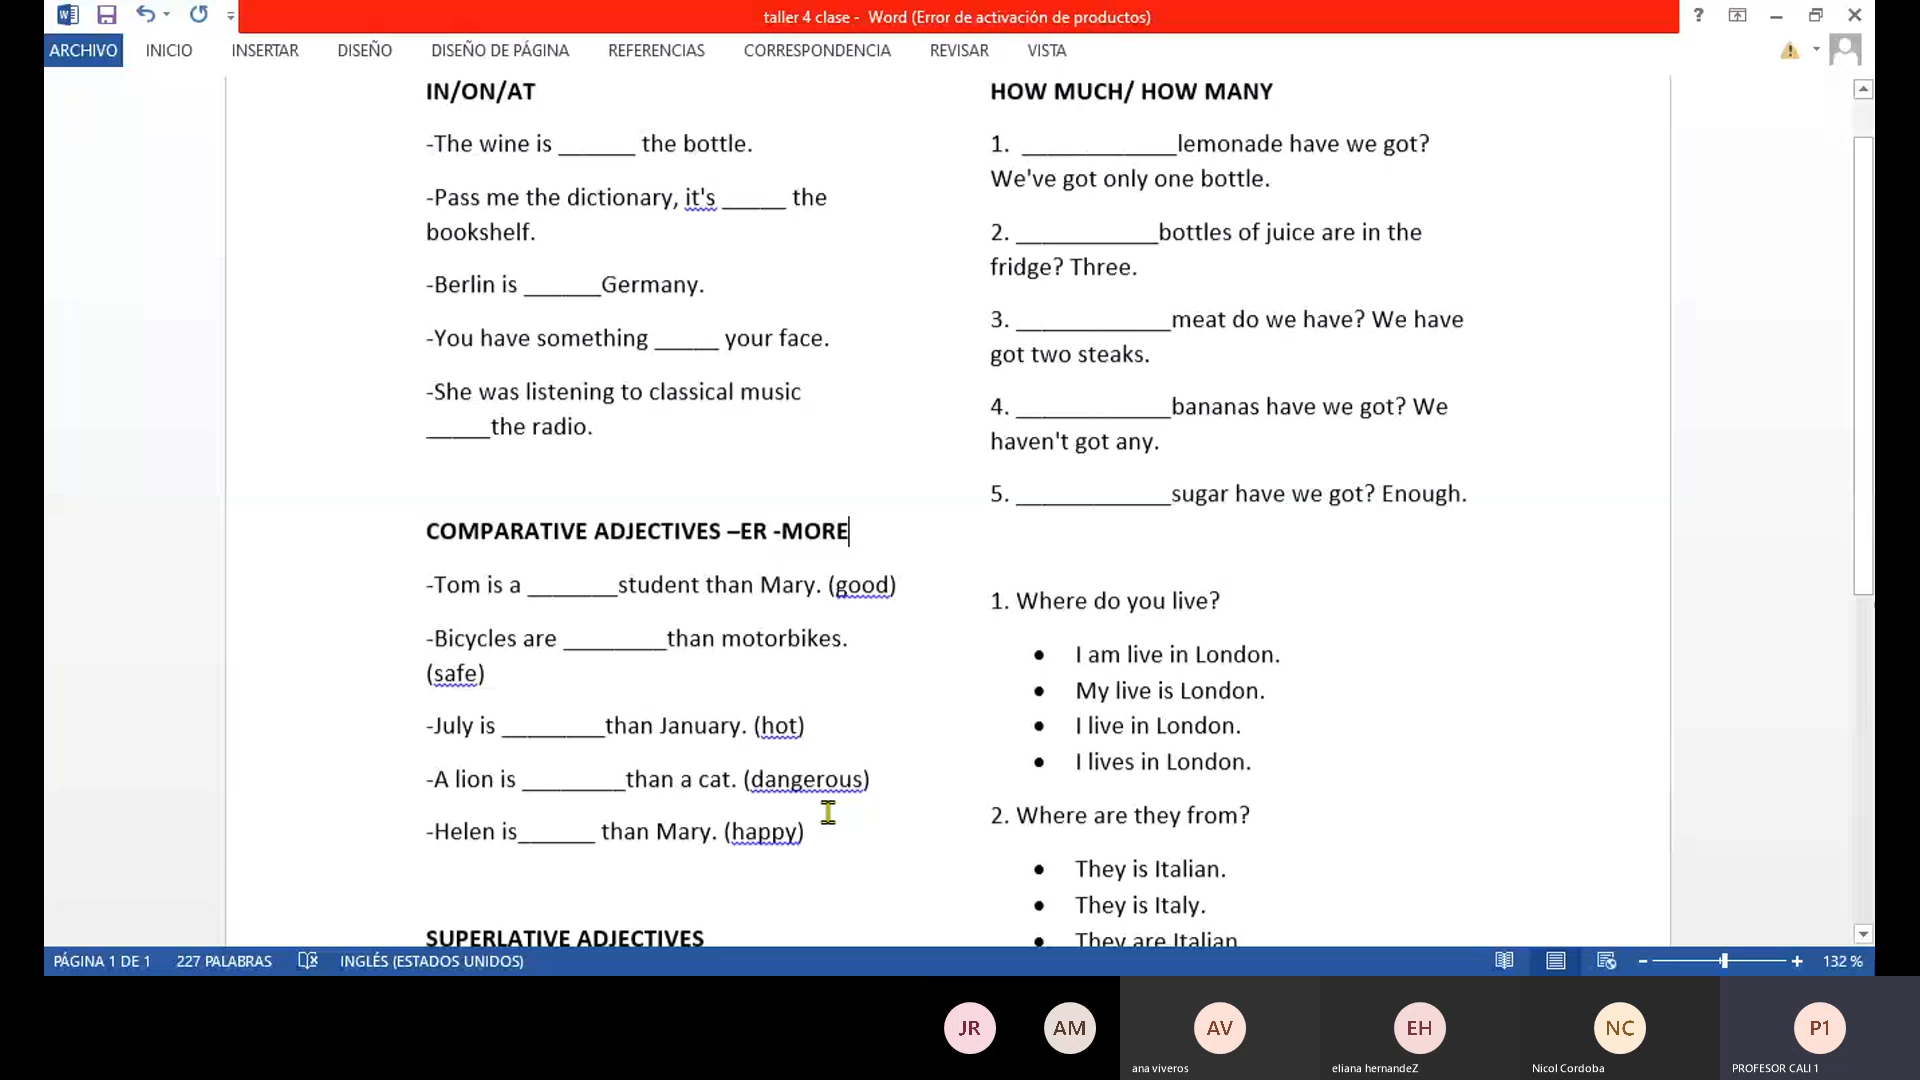 taller 4 clase - Word (Error de activación de productos)
ARCHIVO INICIO INSERTAR DISEÑO DISEÑO DE PÁGINA REFERENCIAS CORRESPONDENCIA REVISAR VISTA
IN/ON/AT
-The wine is ______ the bottle.
-Pass me the dictionary, it's _____ the
bookshelf.
-Berlin is ______Germany.
-You have something _____ your face.
-She was listening to classical music
_____the radio.
COMPARATIVE ADJECTIVES –ER -MORE
-Tom is a _______student than Mary. (good)
-Bicycles are ________than motorbikes.
(safe)
-July is ________than January. (hot)
-A lion is ________than a cat. (dangerous)
-Helen is______ than Mary. (happy)
SUPERLATIVE ADJECTIVES
HOW MUCH/ HOW MANY
1. ____________lemonade have we got?
We've got only one bottle.
2. ___________bottles of juice are in the
fridge? Three.
3. ____________meat do we have? We have
got two steaks.
4. ____________bananas have we got? We
haven't got any.
5. ____________sugar have we got? Enough.
1. Where do you live?
• I am live in London.
• My live is London.
• I live in London.
• I lives in London.
2. Where are they from?
• They is Italian.
• They is Italy.
• They are Italian
PÁGINA 1 DE 1 227 PALABRAS INGLÉS (ESTADOS UNIDOS) 132 %
JR AM AV EH NC P1
ana viveros eliana hernandeZ Nicol Cordoba PROFESOR CALI 1